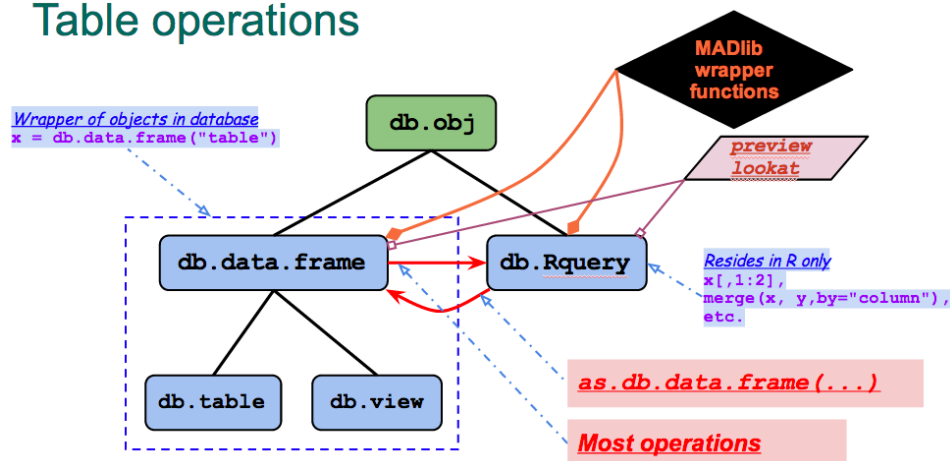 Table operations
MADlib
wrapper
functions
Wrapper of objects in database
x = db.data.frame("table")
db.obj
preview
lookat
db.data.frame
db.Rquery
Resides in R only
x[,1:2],
merge(x, y,by="column"),
etc.
db.table
db.view
as.db.data.frame(...)
Most operations